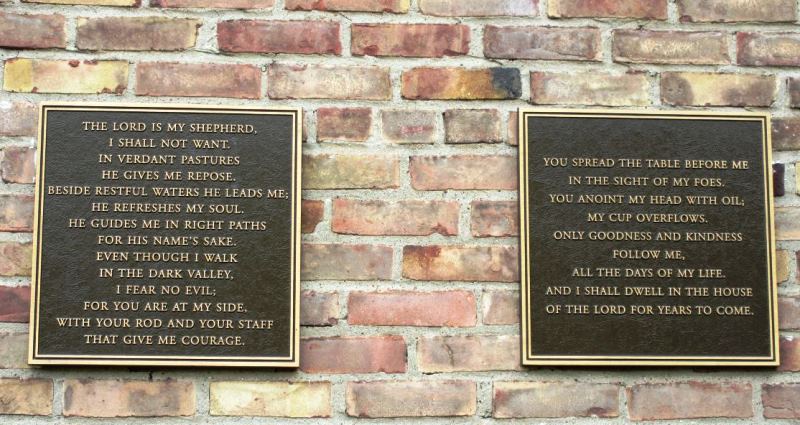 THE LORD IS MY SHEPHERD,
I SHALL NOT WANT.
IN VERDANT PASTURES
HE GIVES ME REPOSE.
BESIDE RESTFUL WATERS HE LEADS ME;
HE REFRESHES MY SOUL.
HE GUIDES ME IN RIGHT PATHS
FOR HIS NAME'S SAKE.
EVEN THOUGH I WALK
IN THE DARK VALLEY,
I FEAR NO EVIL;
FOR YOU ARE AT MY SIDE,
WITH YOUR ROD AND YOUR STAFF
THAT GIVE ME COURAGE.
YOU SPREAD THE TABLE BEFORE ME
IN THE SIGHT OF MY FOES.
YOU ANOINT MY HEAD WITH OIL;
MY CUP OVERFLOWS.
ONLY GOODNESS AND KINDNESS
FOLLOW ME,
ALL THE DAYS OF MY LIFE.
AND I SHALL DWELL IN THE HOUSE
OF THE LORD FOR YEARS TO COME.